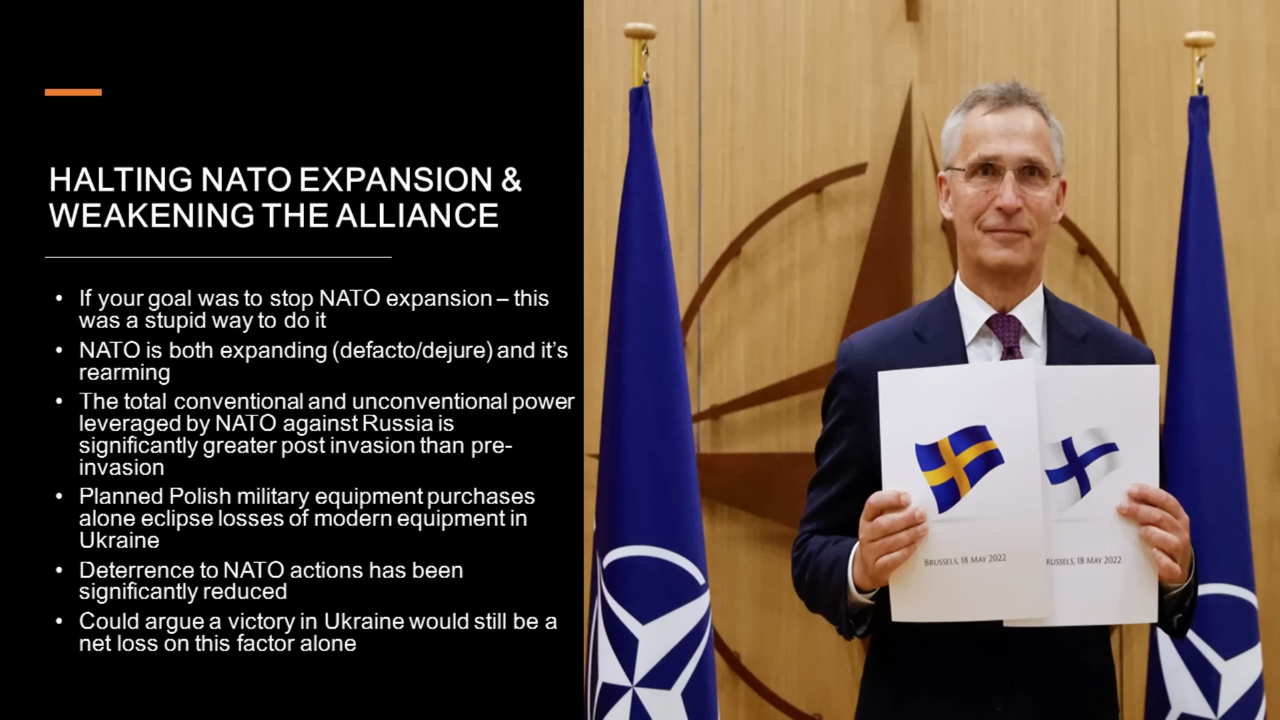 HALTING NATO EXPANSION &
WEAKENING THE ALLIANCE
• If your goal was to stop NATO expansion – this
was a stupid way to do it
• NATO is both expanding (defacto/dejure) and it’s
rearming
• The total conventional and unconventional power
leveraged by NATO against Russia is
significantly greater post invasion than pre-
invasion
• Planned Polish military equipment purchases
alone eclipse losses of modern equipment in
Ukraine
• Deterrence to NATO actions has been
significantly reduced
• Could argue a victory in Ukraine would still be a
net loss on this factor alone
BRUSSELS, 18 MAY 2022
RUSSELS, 18 MAY 2022